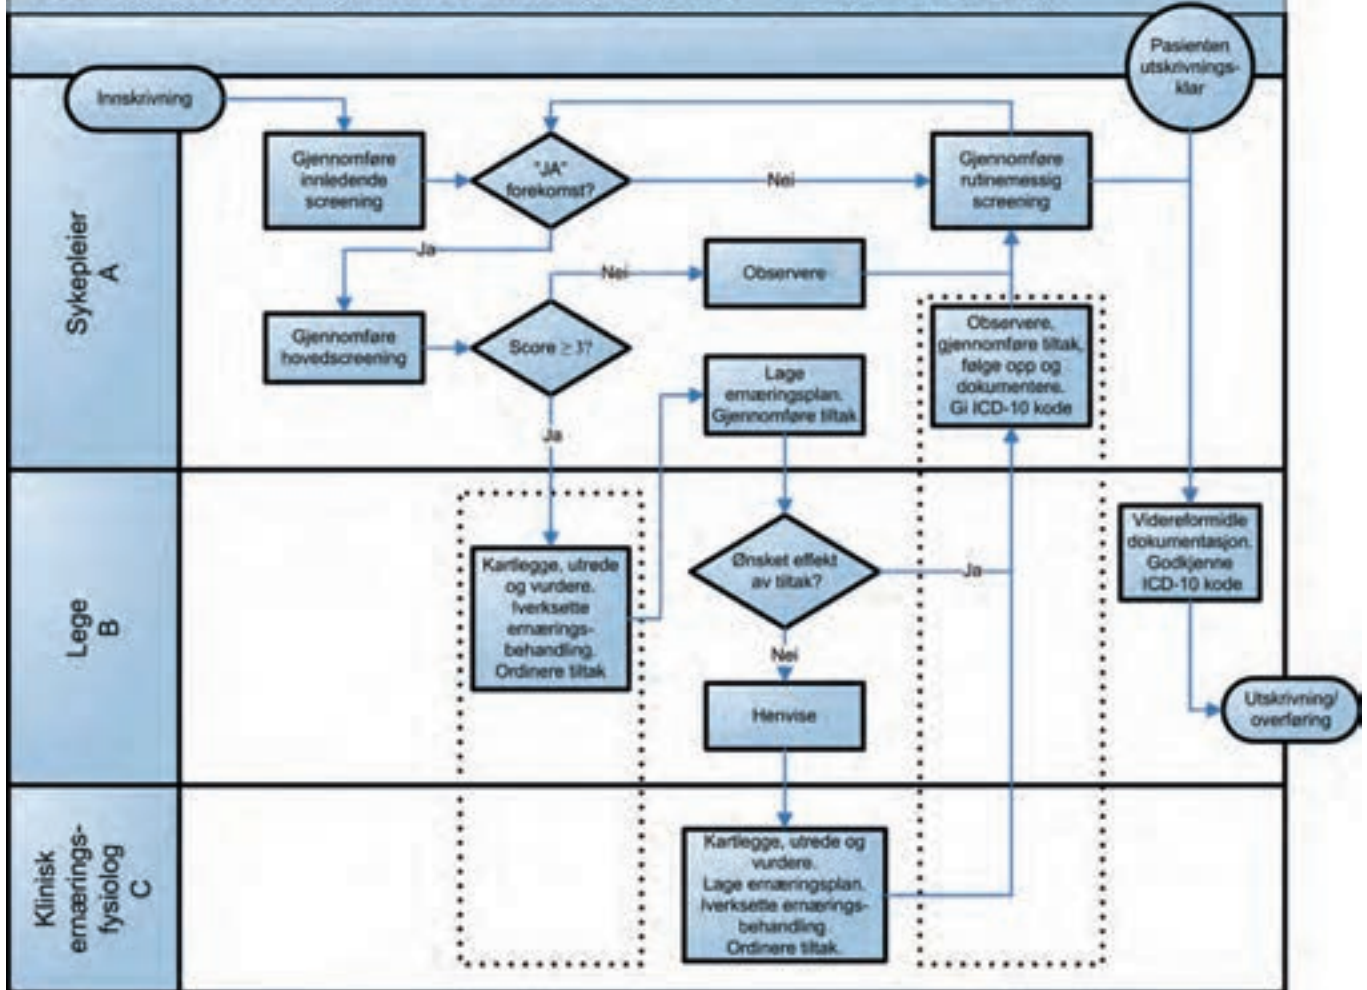 Pasienten
utskrivnings-
klar
Innskrivning
Sykepleier
A
Gjennomføre
innledende
screening
"JA"
forekomst?
Nei
Gjennomføre
rutinemessig
screening
Ja
Nei
Observere
Gjennomføre
hovedscreening
Score ≥ 3?
Lage
ernæringsplan.
Gjennomføre tiltak
Observere,
gjennomføre tiltak,
følge opp og
dokumentere.
Gi ICD-10 kode
Ja
Lege
B
Kartlegge, utrede
og vurdere.
Iverksette
ernærings-
behandling.
Ordinere tiltak
Ønsket effekt
av tiltak?
Ja
Nei
Henvise
Videreformidle
dokumentasjon.
Godkjenne
ICD-10 kode
Utskrivning/
overføring
Klinisk
ernærings-
fysiolog
C
Kartlegge, utrede og
vurdere.
Lage ernæringsplan.
Iverksette ernærings-
behandling
Ordinere tiltak.